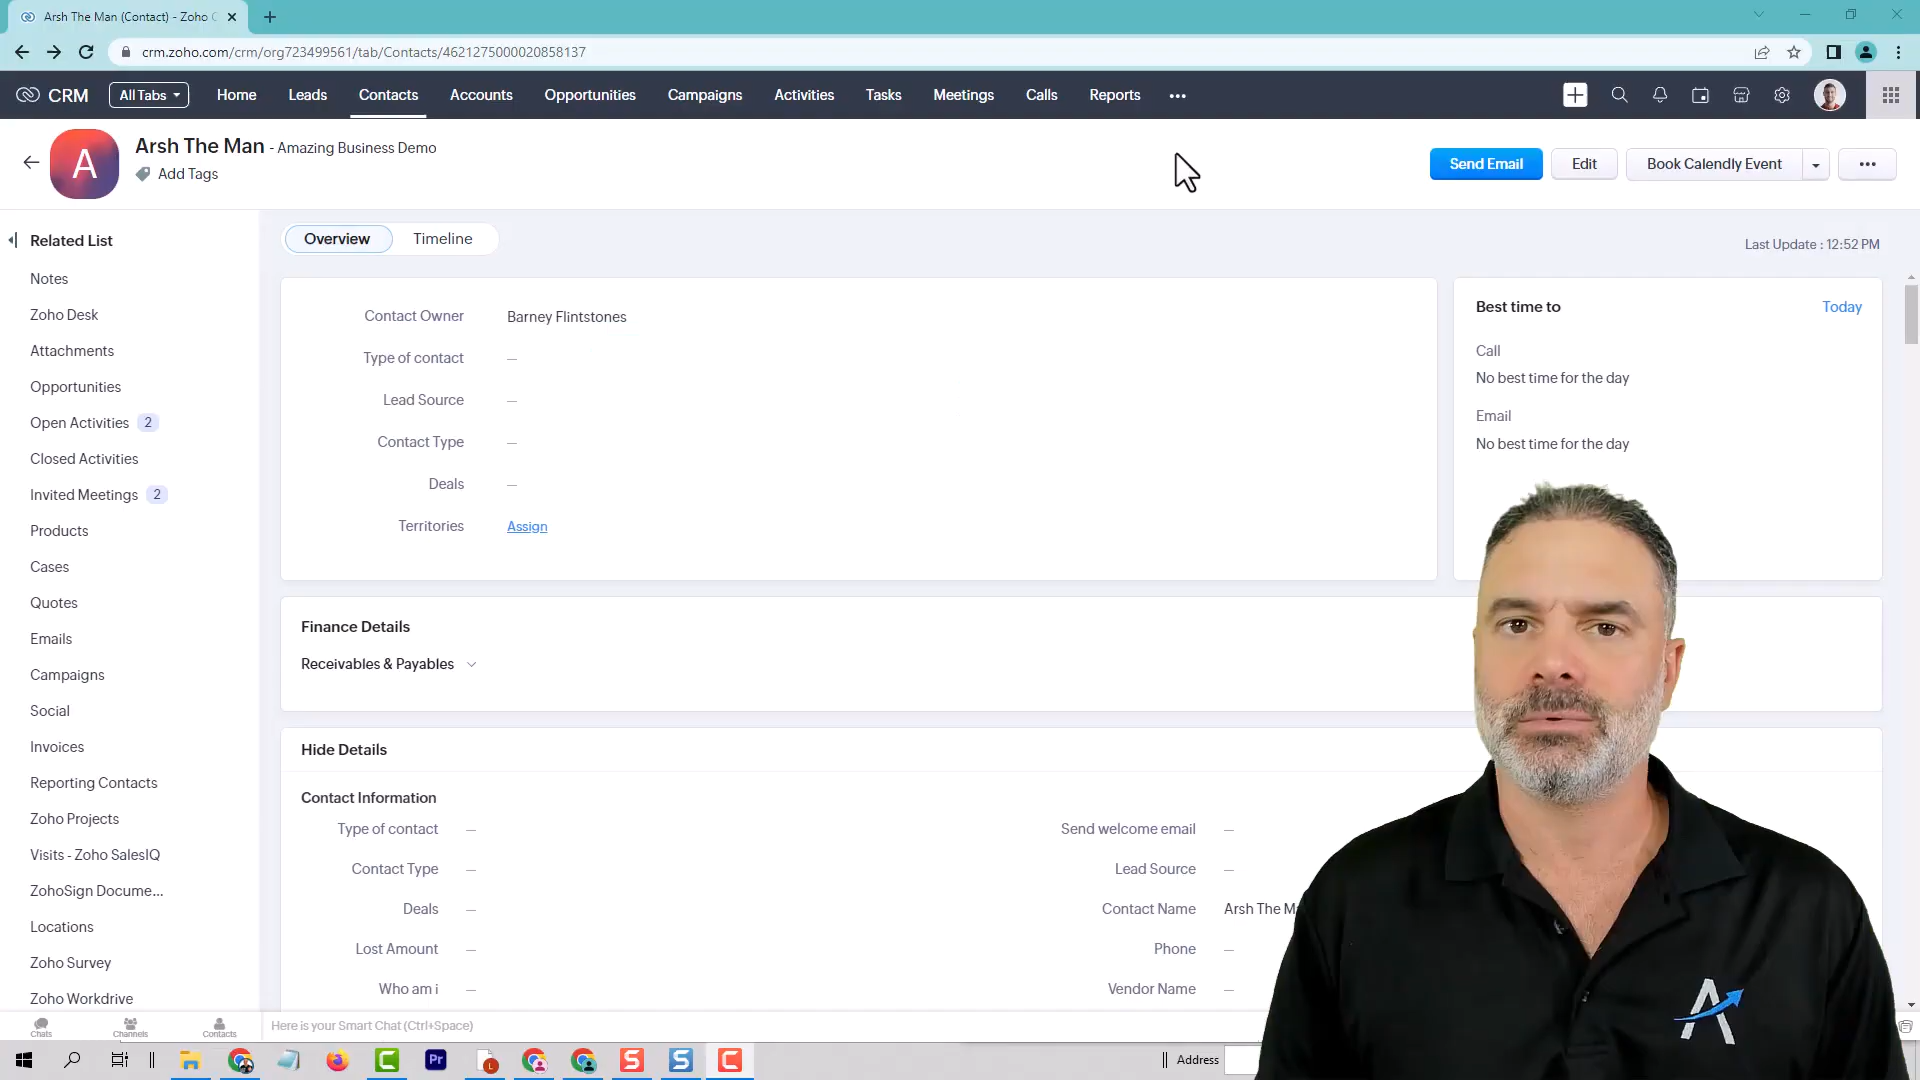 Arsh The Man (Contact) - Zoho C
crm.zoho.com/crm/org723499561/tab/Contacts/4621275000020858137
CRM All Tabs Home Leads Contacts Accounts Opportunities Campaigns Activities Tasks Meetings Calls Reports
A
Arsh The Man - Amazing Business Demo
Add Tags
Send Email Edit Book Calendly Event
Related List
Notes
Zoho Desk
Attachments
Opportunities
Open Activities 2
Closed Activities
Invited Meetings 2
Products
Cases
Quotes
Emails
Campaigns
Social
Invoices
Reporting Contacts
Zoho Projects
Visits - Zoho SalesIQ
ZohoSign Docume...
Locations
Zoho Survey
Zoho Workdrive
Overview Timeline
Last Update : 12:52 PM
Contact Owner Barney Flintstones
Type of contact —
Lead Source —
Contact Type —
Deals —
Territories Assign
Best time to Today
Call
No best time for the day
Email
No best time for the day
Finance Details
Receivables & Payables
Hide Details
Contact Information
Type of contact — Send welcome email —
Contact Type — Lead Source —
Deals — Contact Name Arsh The M
Lost Amount — Phone —
Who am i — Vendor Name —
Chats Channels Contacts Here is your Smart Chat (Ctrl+Space)
Pr L C S S C Address
A